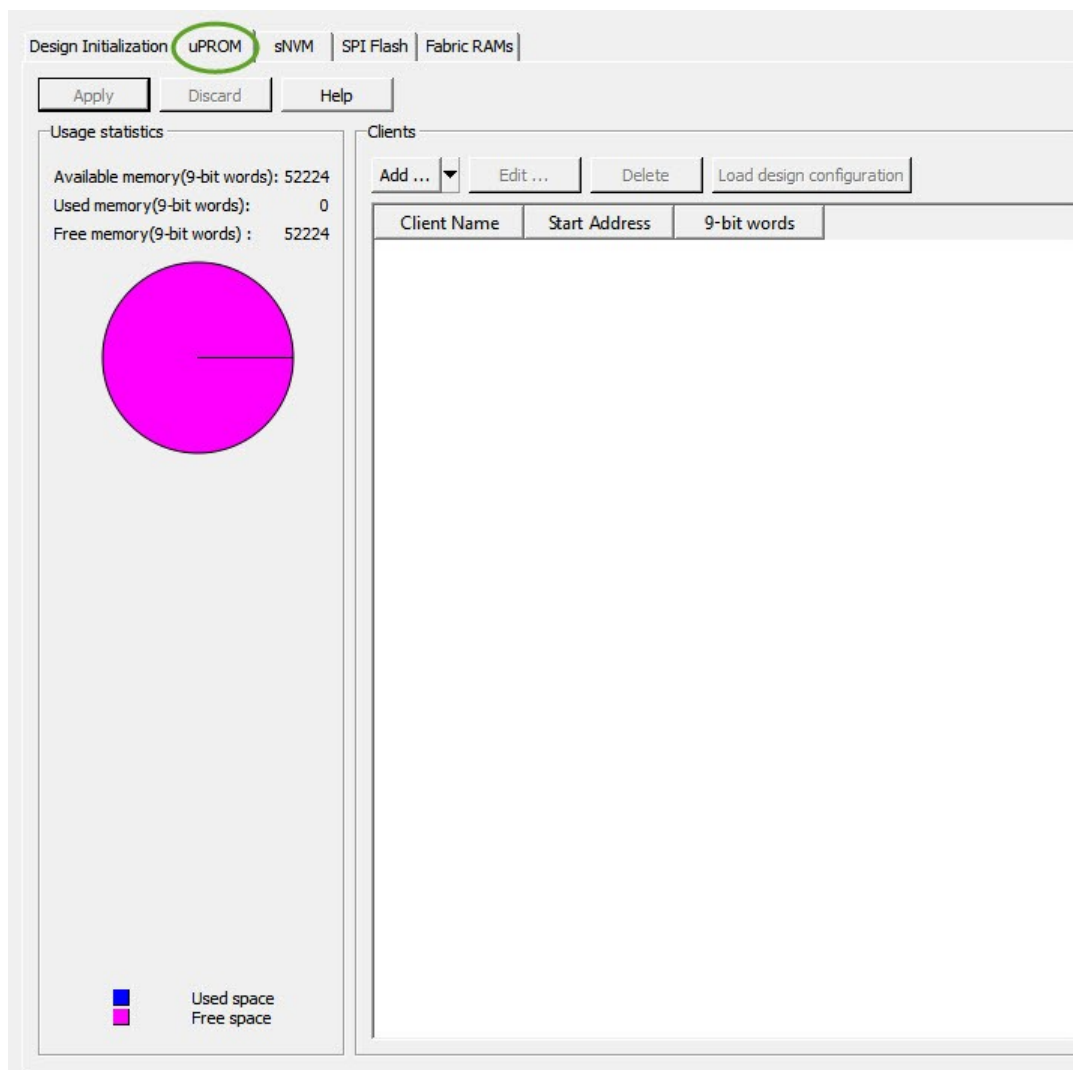 Design Initialization uPROM sNVM SPI Flash Fabric RAMs
Apply Discard Help
Usage statistics
Available memory(9-bit words): 52224
Used memory(9-bit words): 0
Free memory(9-bit words) : 52224
Used space
Free space
Clients
Add ... Edit ... Delete Load design configuration
Client Name Start Address 9-bit words